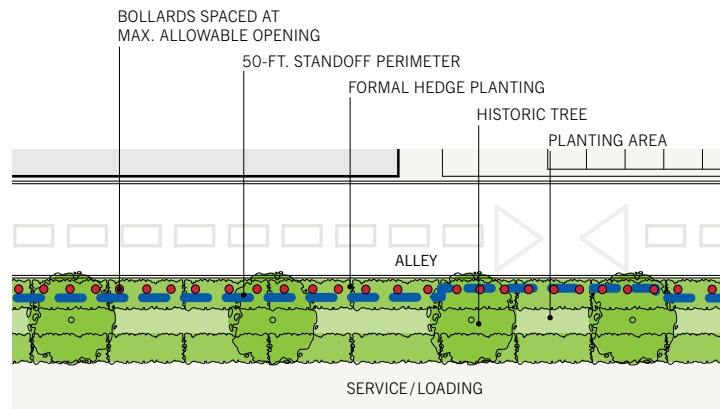 BOLLARDS SPACED AT
MAX. ALLOWABLE OPENING
50-FT. STANDOFF PERIMETER
FORMAL HEDGE PLANTING
HISTORIC TREE
PLANTING AREA
ALLEY
SERVICE/LOADING